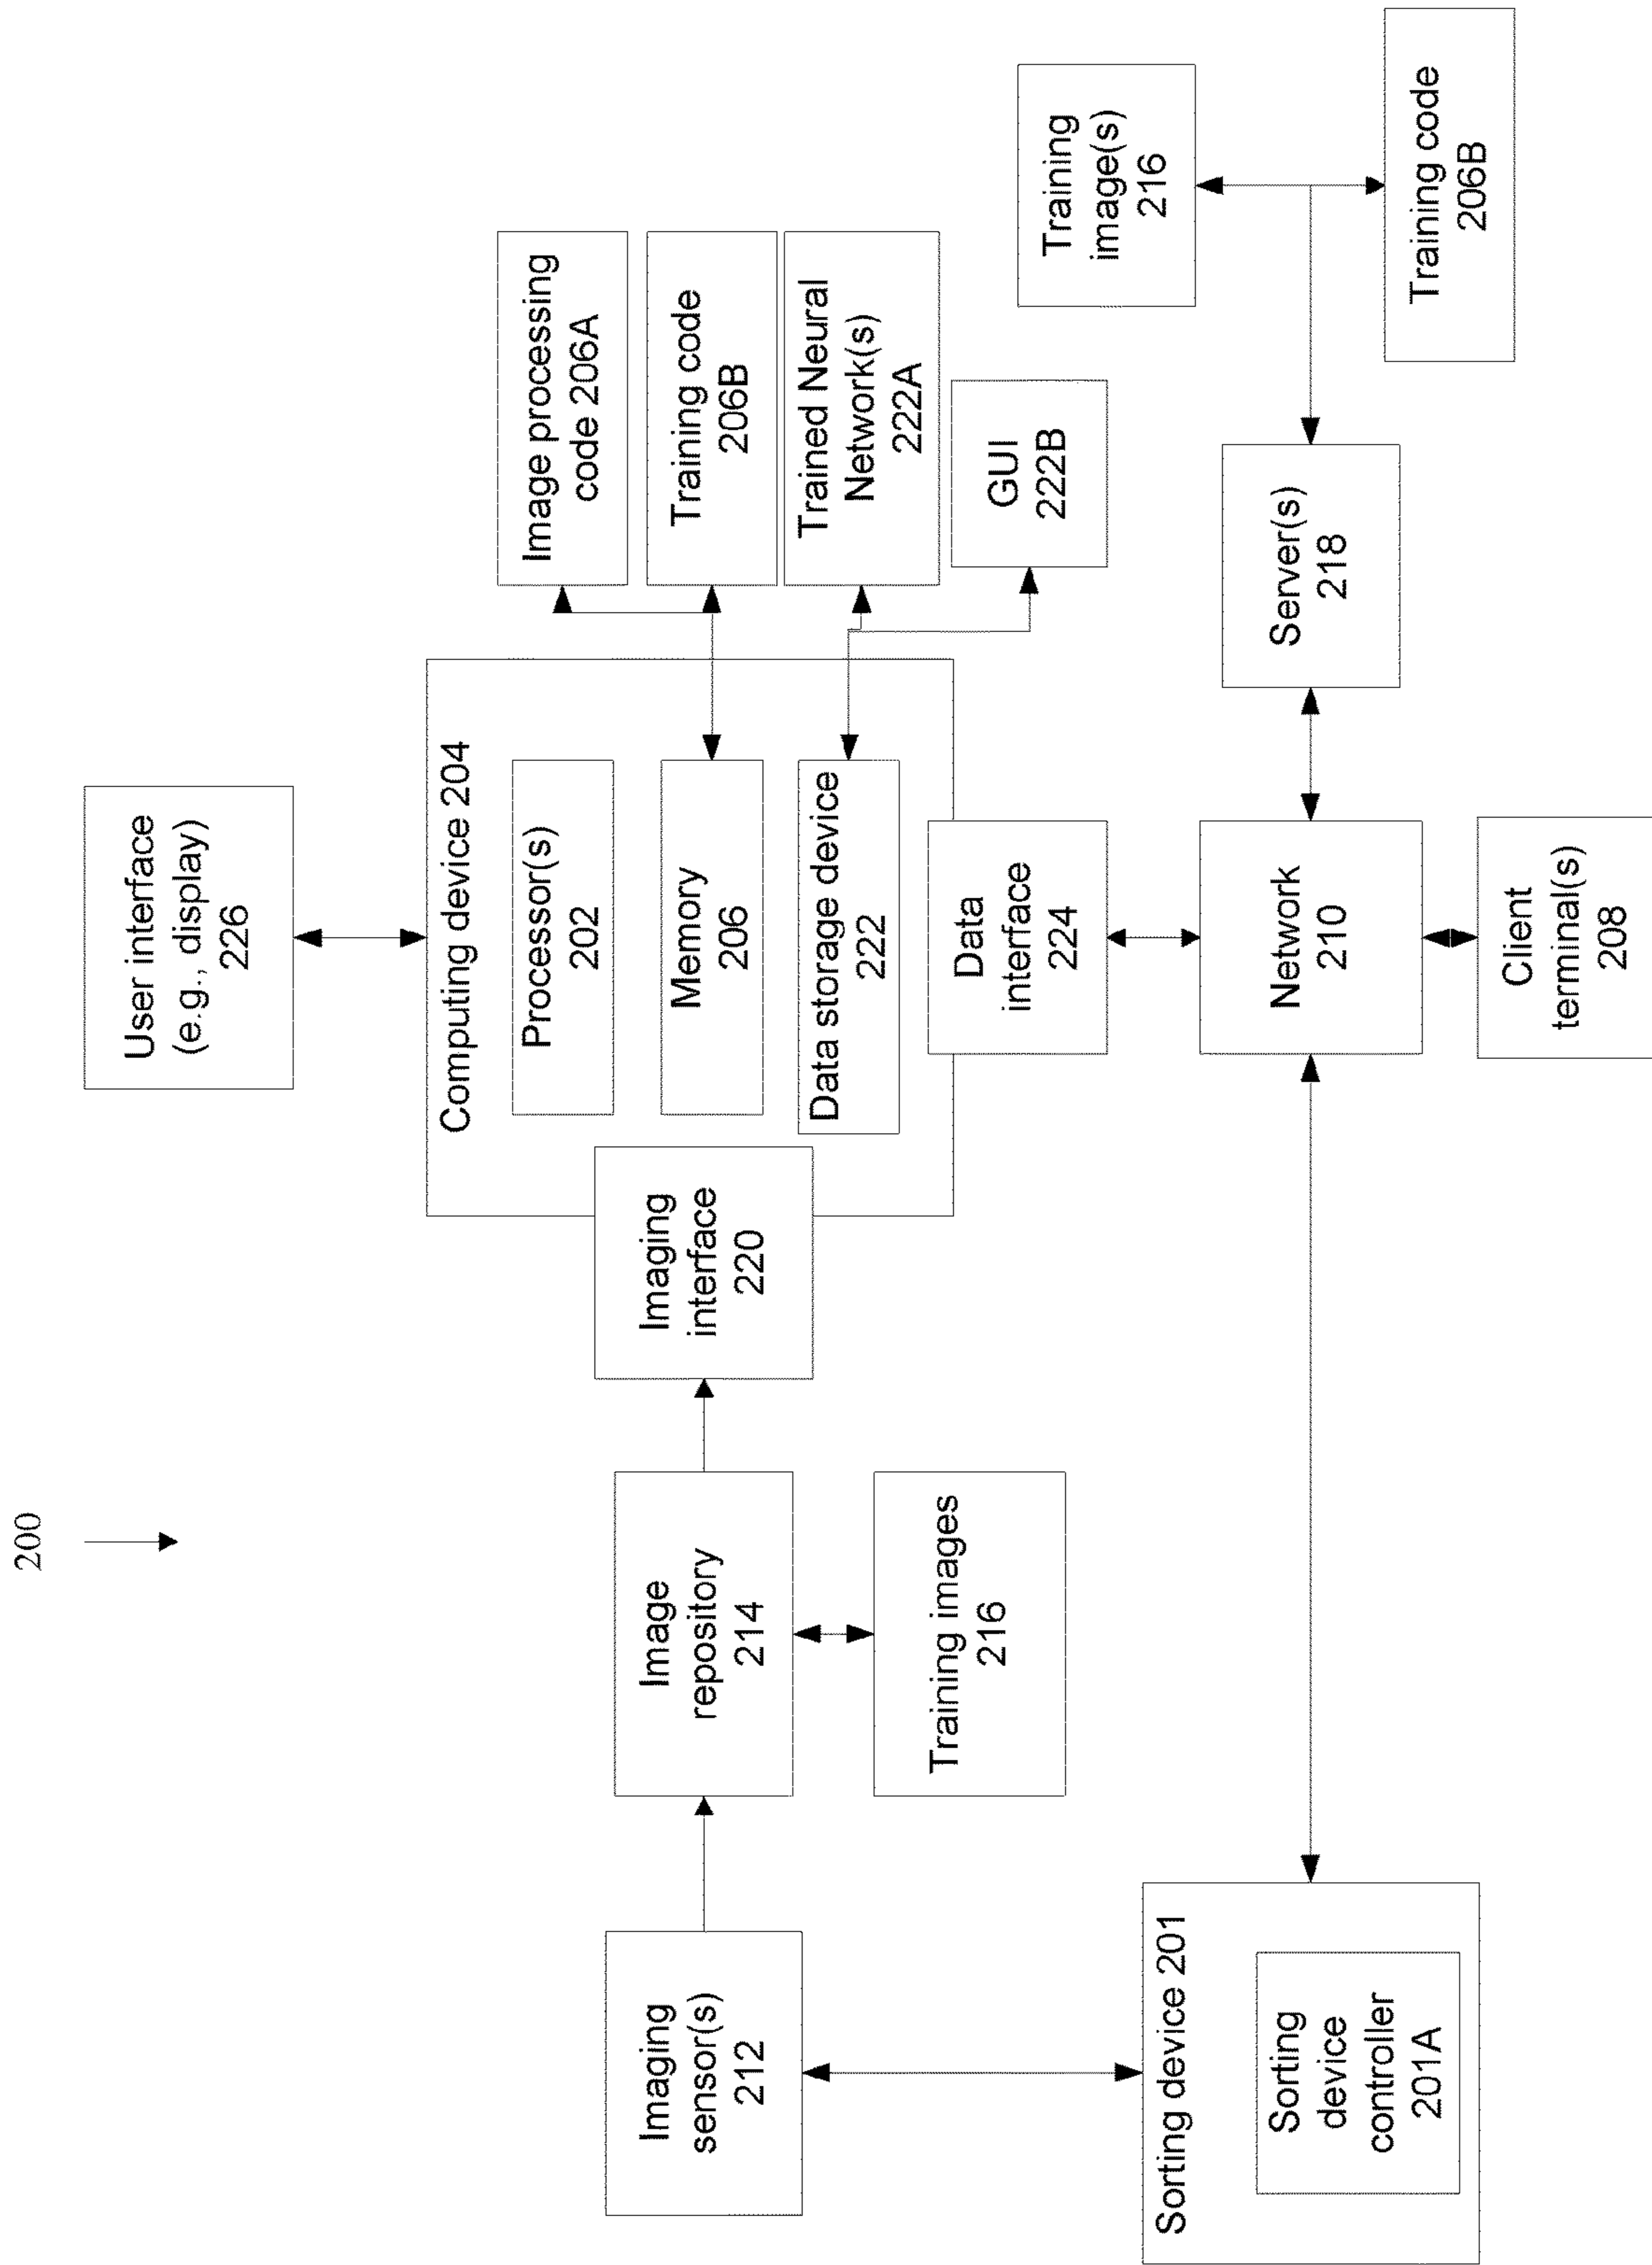 200
User interface
(e.g., display)
226
Computing device 204
Processor(s)
202
Memory
206
Data storage device
222
Image processing
code 206A
Training code
206B
Trained Neural
Network(s)
222A
GUI
222B
Imaging
sensor(s)
212
Image
repository
214
Imaging
interface
220
Training images
216
Data
interface
224
Sorting device 201
Sorting
device
controller
201A
Network
210
Server(s)
218
Training
image(s)
216
Training code
206B
Client
terminal(s)
208